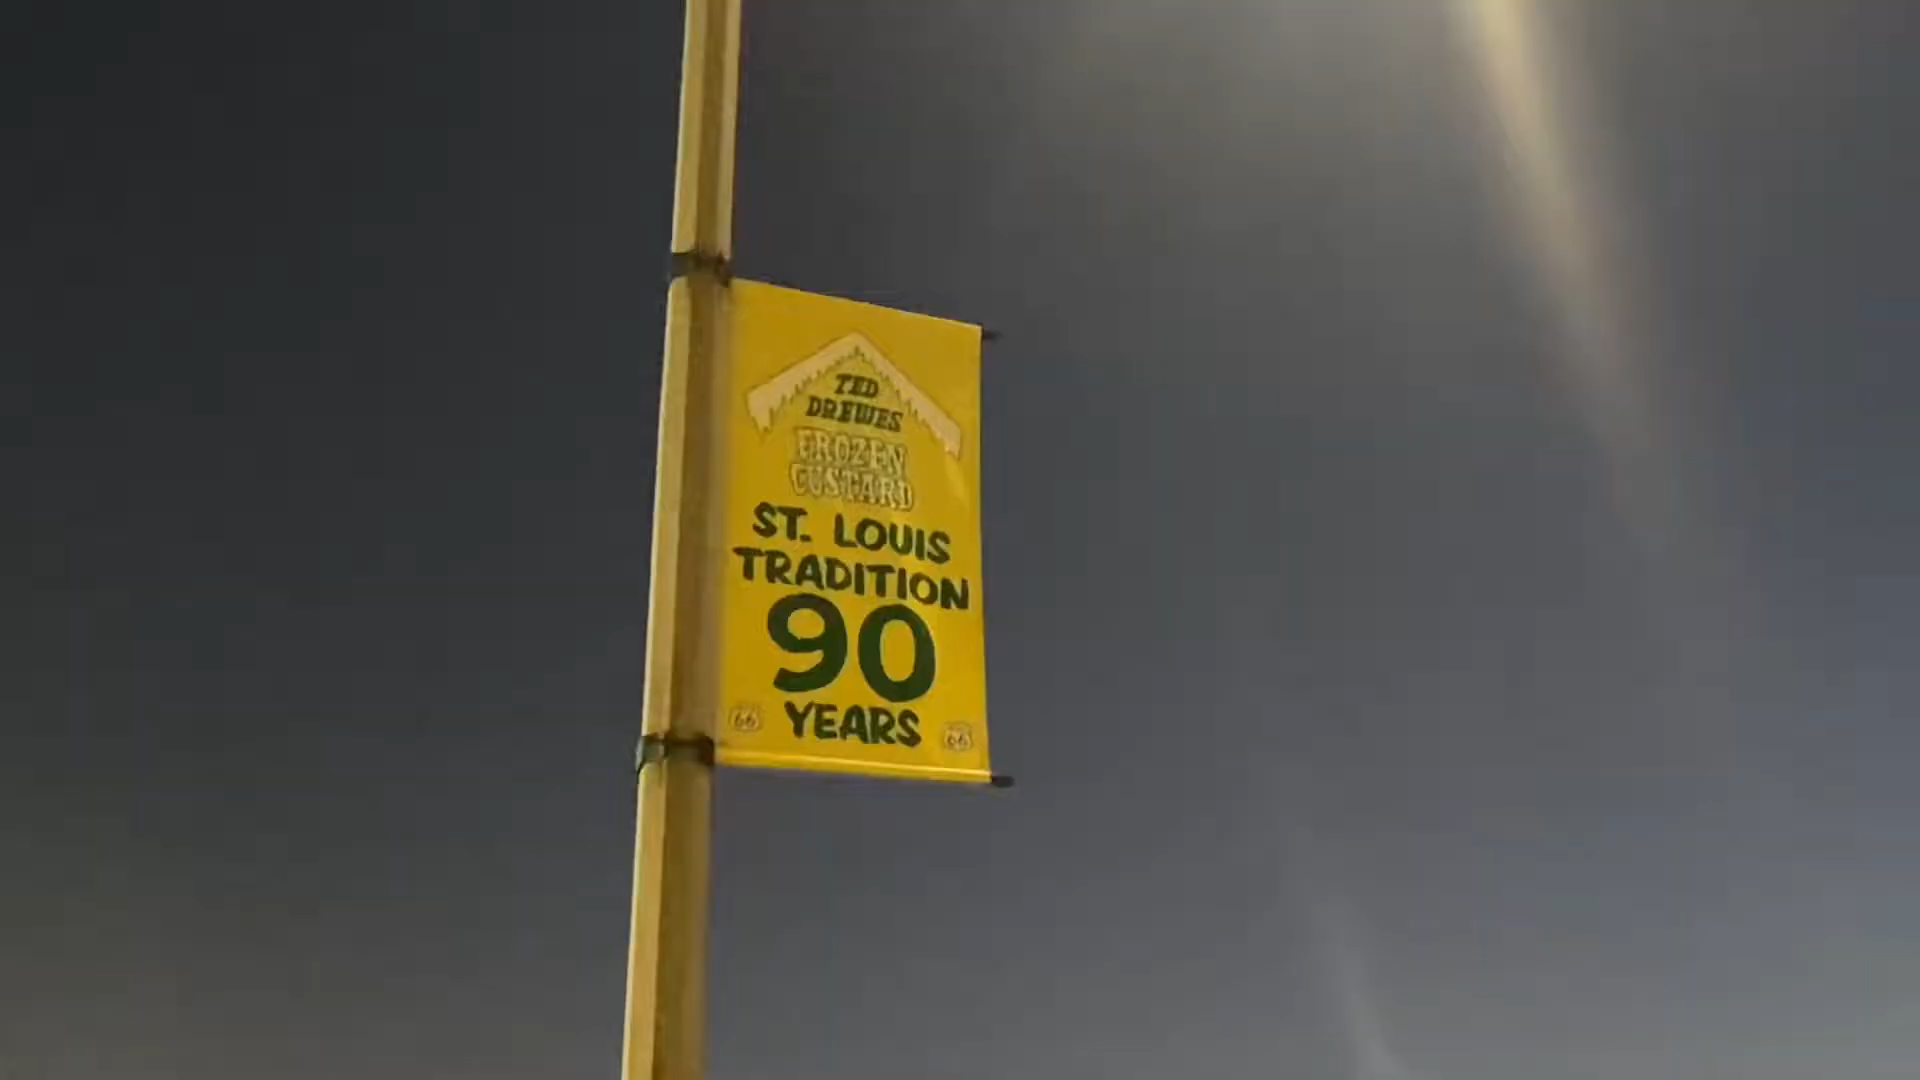 TED
DREWES
FROZEN
CUSTARD
ST. LOUIS
TRADITION
90
YEARS
66
66